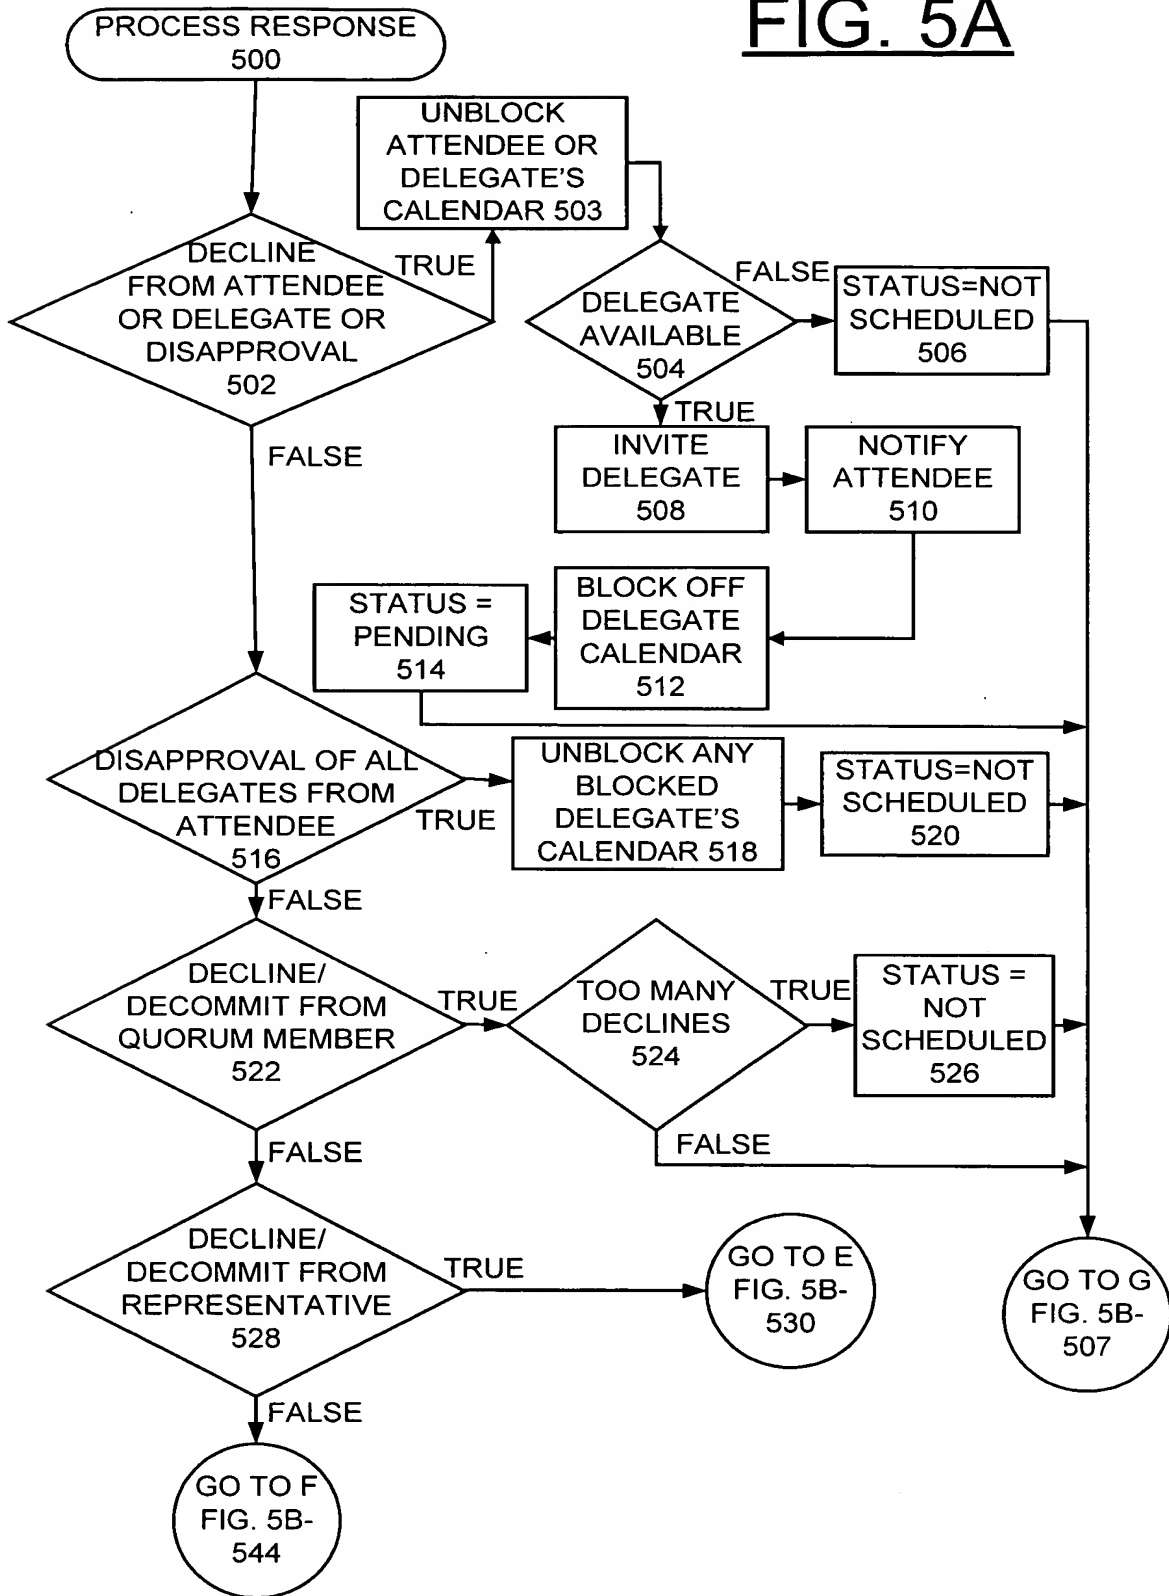 FIG. 5A
PROCESS RESPONSE
500
UNBLOCK
ATTENDEE OR
DELEGATE'S
CALENDAR 503
DECLINE
FROM ATTENDEE
OR DELEGATE OR
DISAPPROVAL
502
TRUE
FALSE
DELEGATE
AVAILABLE
504
FALSE
STATUS=NOT
SCHEDULED
506
TRUE
INVITE
DELEGATE
508
NOTIFY
ATTENDEE
510
BLOCK OFF
DELEGATE
CALENDAR
512
STATUS =
PENDING
514
DISAPPROVAL OF ALL
DELEGATES FROM
ATTENDEE
516
TRUE
UNBLOCK ANY
BLOCKED
DELEGATE'S
CALENDAR 518
STATUS=NOT
SCHEDULED
520
FALSE
DECLINE/
DECOMMIT FROM
QUORUM MEMBER
522
TRUE
TOO MANY
DECLINES
524
TRUE
STATUS =
NOT
SCHEDULED
526
FALSE
FALSE
DECLINE/
DECOMMIT FROM
REPRESENTATIVE
528
TRUE
GO TO E
FIG. 5B-
530
GO TO G
FIG. 5B-
507
FALSE
GO TO F
FIG. 5B-
544